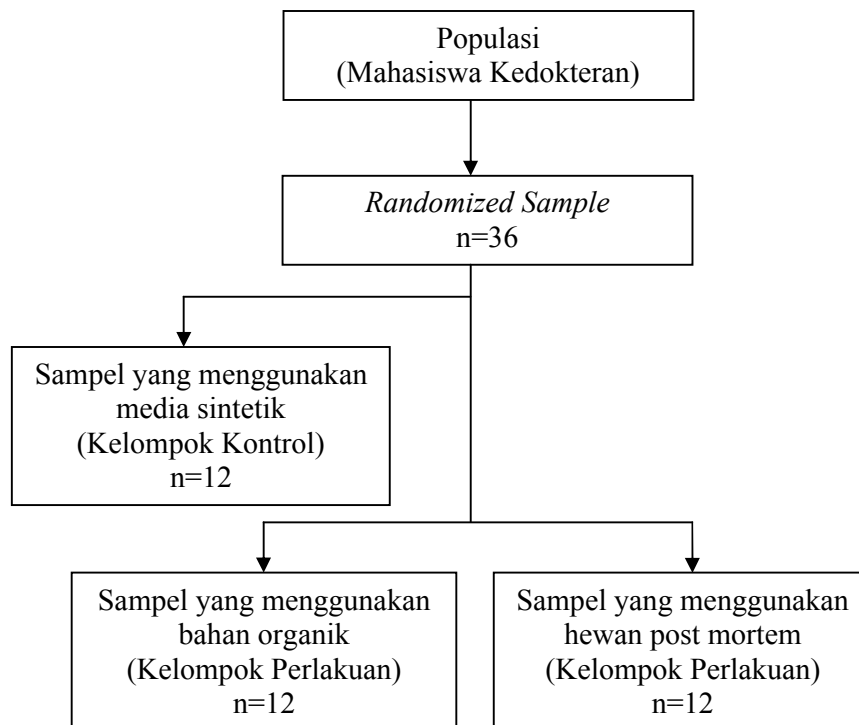 Populasi
(Mahasiswa Kedokteran)
Randomized Sample
n=36
Sampel yang menggunakan
media sintetik
(Kelompok Kontrol)
n=12
Sampel yang menggunakan
bahan organik
(Kelompok Perlakuan)
n=12
Sampel yang menggunakan
hewan post mortem
(Kelompok Perlakuan)
n=12